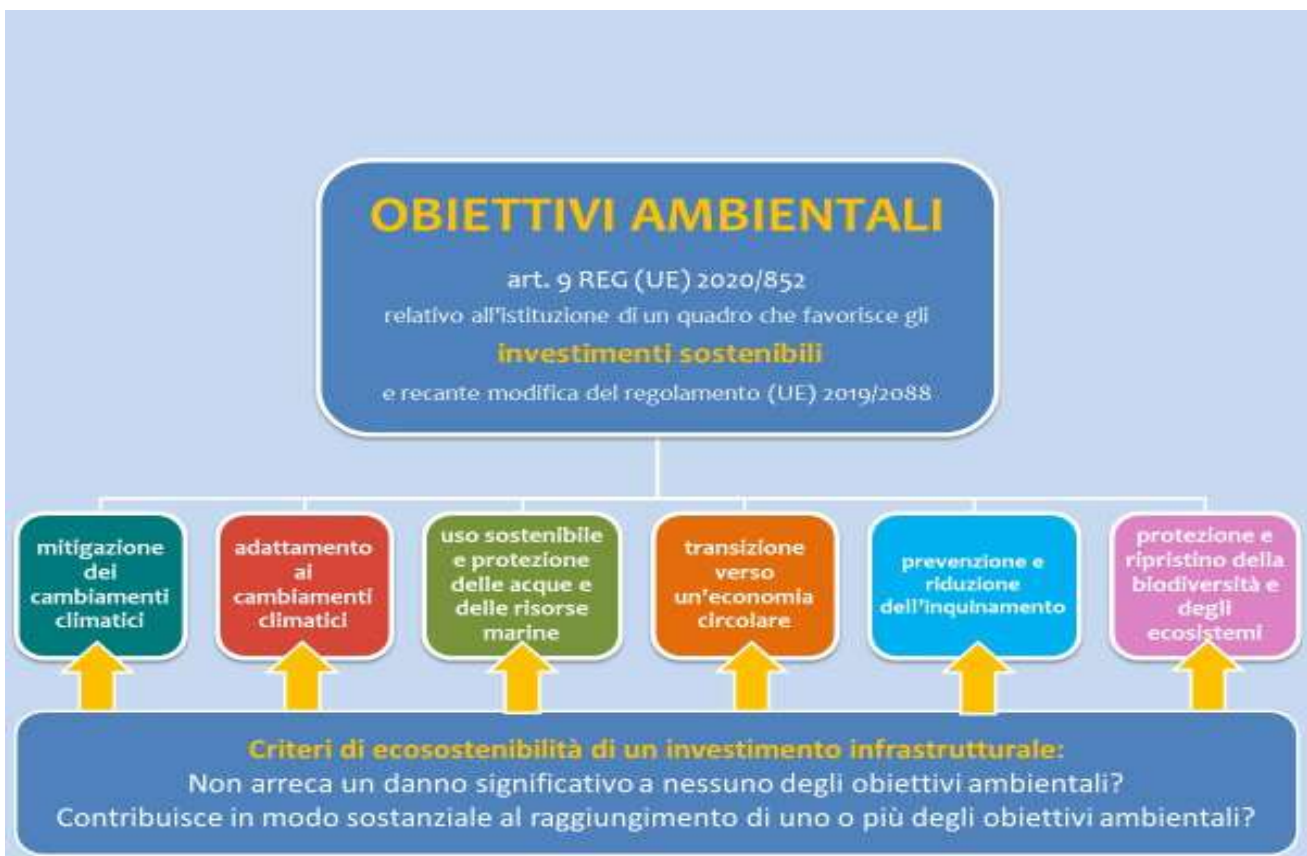 OBIETTIVI AMBIENTALI
art. 9 REG (UE) 2020/852
relativo all'istituzione di un quadro che favorisce gli
investimenti sostenibili
e recante modifica del regolamento (UE) 2019/2088
mitigazione
dei
cambiamenti
climatici
adattamento
ai
cambiamenti
climatici
uso sostenibile
e protezione
delle acque e
delle risorse
marine
transizione
verso
un'economia
circolare
prevenzione e
riduzione
dell'inquinamento
protezione e
ripristino della
biodiversità e
degli
ecosistemi
Criteri di ecosostenibilità di un investimento infrastrutturale:
Non arreca un danno significativo a nessuno degli obiettivi ambientali?
Contribuisce in modo sostanziale al raggiungimento di uno o più degli obiettivi ambientali?